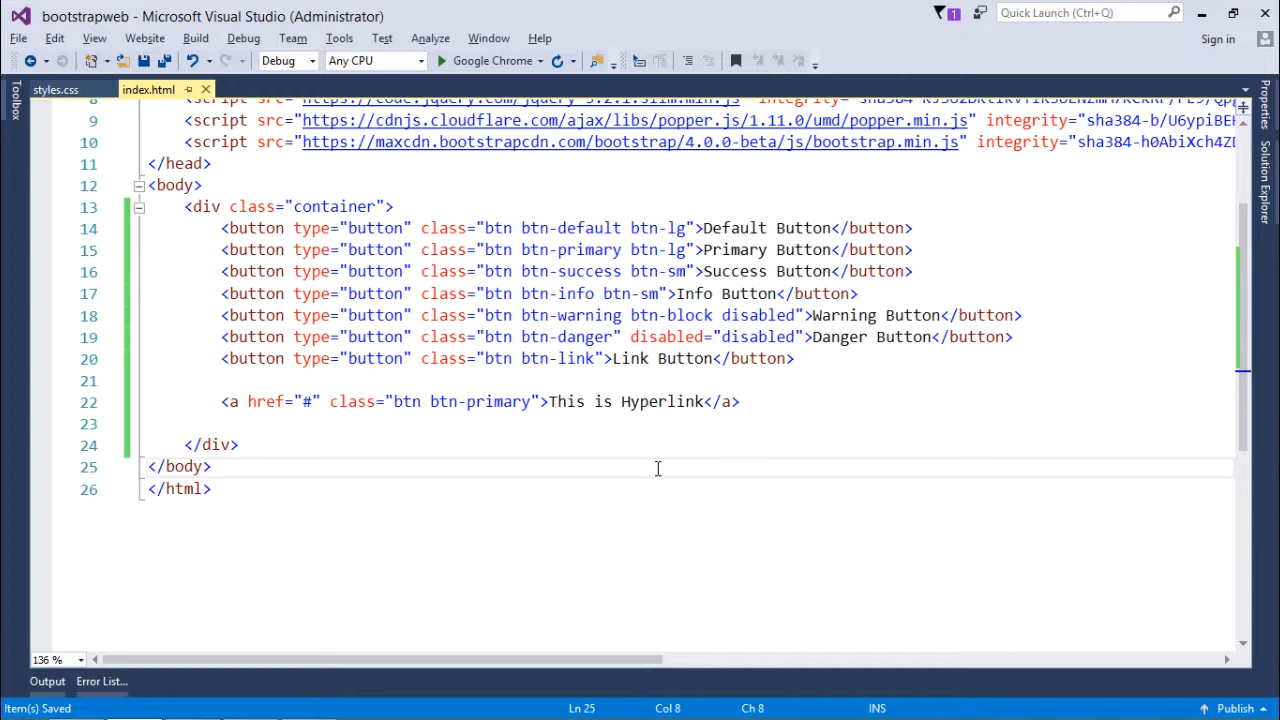 bootstrapweb - Microsoft Visual Studio (Administrator)
1
Quick Launch (Ctrl+Q)
File Edit View Website Build Debug Team Tools Test Analyze Window Help
Sign in
Debug Any CPU Google Chrome
Toolbox
styles.css index.html
Properties
Solution Explorer
9 <script src="https://cdnjs.cloudflare.com/ajax/libs/popper.js/1.11.0/umd/popper.min.js" integrity="sha384-b/U6ypiBE
10 <script src="https://maxcdn.bootstrapcdn.com/bootstrap/4.0.0-beta/js/bootstrap.min.js" integrity="sha384-h0AbiXch4Z
11 </head>
12 <body>
13 <div class="container">
14 <button type="button" class="btn btn-default btn-lg">Default Button</button>
15 <button type="button" class="btn btn-primary btn-lg">Primary Button</button>
16 <button type="button" class="btn btn-success btn-sm">Success Button</button>
17 <button type="button" class="btn btn-info btn-sm">Info Button</button>
18 <button type="button" class="btn btn-warning btn-block disabled">Warning Button</button>
19 <button type="button" class="btn btn-danger" disabled="disabled">Danger Button</button>
20 <button type="button" class="btn btn-link">Link Button</button>
21
22 <a href="#" class="btn btn-primary">This is Hyperlink</a>
23
24 </div>
25 </body>
26 </html>
136 %
Output Error List...
Item(s) Saved Ln 25 Col 8 Ch 8 INS Publish